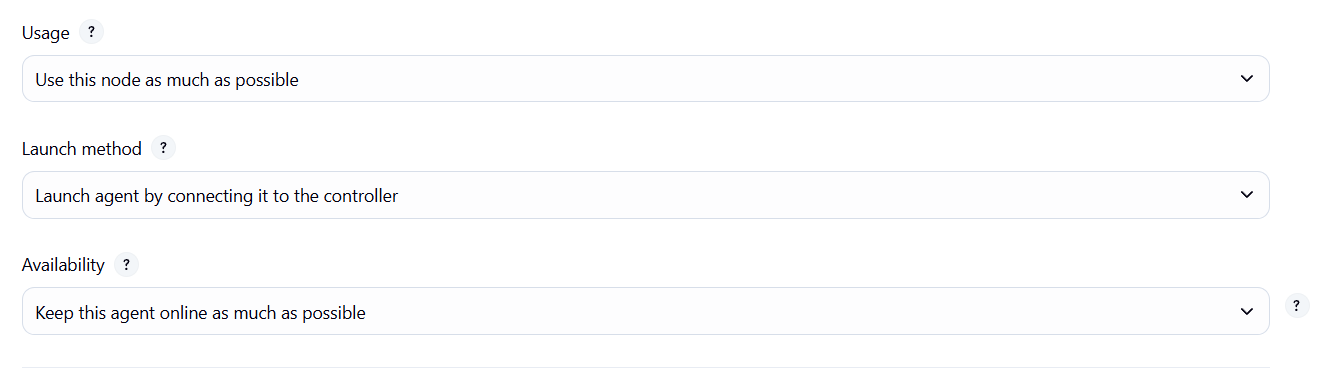 Usage ?
Use this node as much as possible
Launch method ?
Launch agent by connecting it to the controller
Availability ?
Keep this agent online as much as possible
?